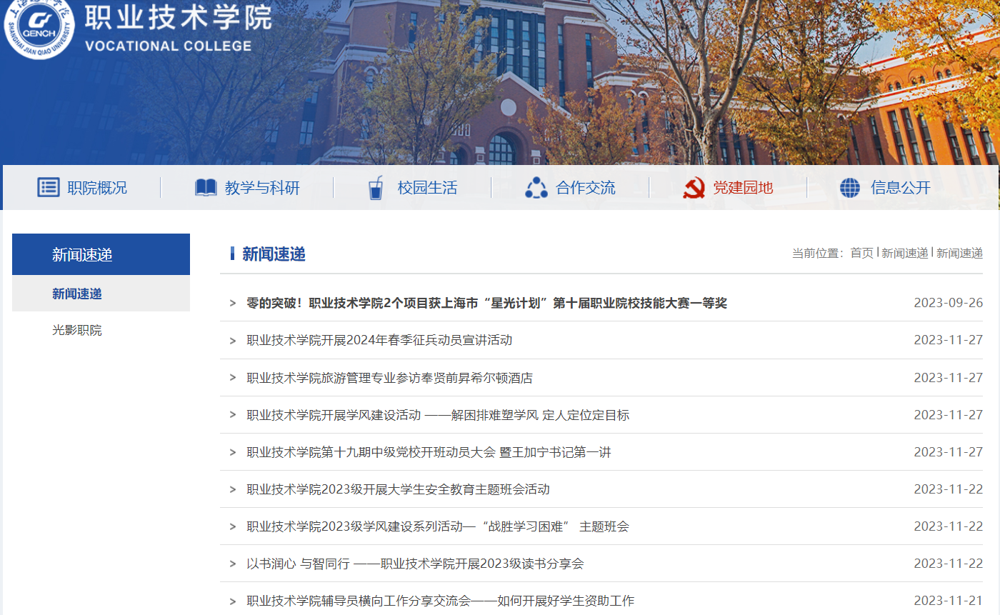 GENCH
SHANGHAI JIAN QIAO UNIVERSITY
职业技术学院
VOCATIONAL COLLEGE
职院概况
教学与科研
校园生活
合作交流
党建园地
信息公开
新闻速递
新闻速递
光影职院
新闻速递
当前位置：首页 | 新闻速递 | 新闻速递
> 零的突破！职业技术学院2个项目获上海市“星光计划”第十届职业院校技能大赛一等奖 2023-09-26
> 职业技术学院开展2024年春季征兵动员宣讲活动 2023-11-27
> 职业技术学院旅游管理专业参访奉贤前昇希尔顿酒店 2023-11-27
> 职业技术学院开展学风建设活动 ——解困排难塑学风 定人定位定目标 2023-11-27
> 职业技术学院第十九期中级党校开班动员大会 暨王加宁书记第一讲 2023-11-27
> 职业技术学院2023级开展大学生安全教育主题班会活动 2023-11-22
> 职业技术学院2023级学风建设系列活动—“战胜学习困难” 主题班会 2023-11-22
> 以书润心 与智同行 ——职业技术学院开展2023级读书分享会 2023-11-22
> 职业技术学院辅导员横向工作分享交流会——如何开展好学生资助工作 2023-11-21